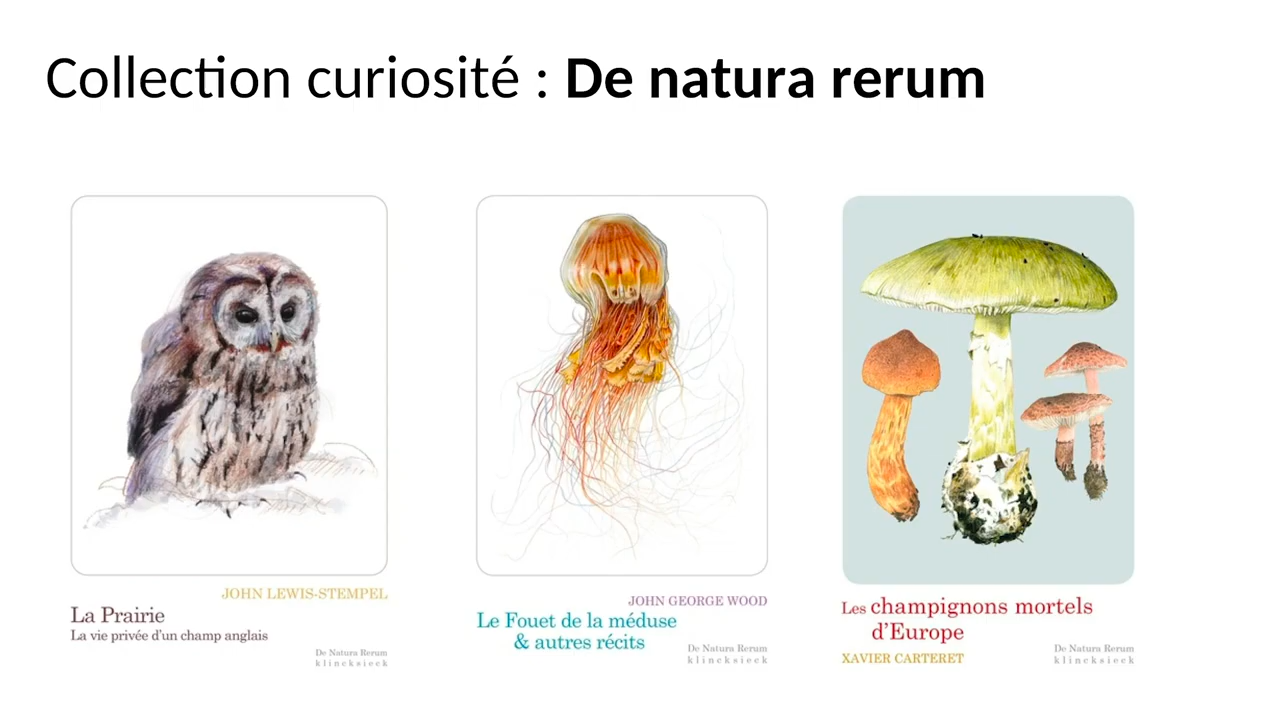 Collection curiosité : De natura rerum
JOHN LEWIS-STEMPEL
La Prairie
La vie privée d'un champ anglais
De Natura Rerum
klincksieck
JOHN GEORGE WOOD
Le Fouet de la méduse
& autres récits
De Natura Rerum
klincksieck
Les champignons mortels
d'Europe
XAVIER CARTERET
De Natura Rerum
klincksieck